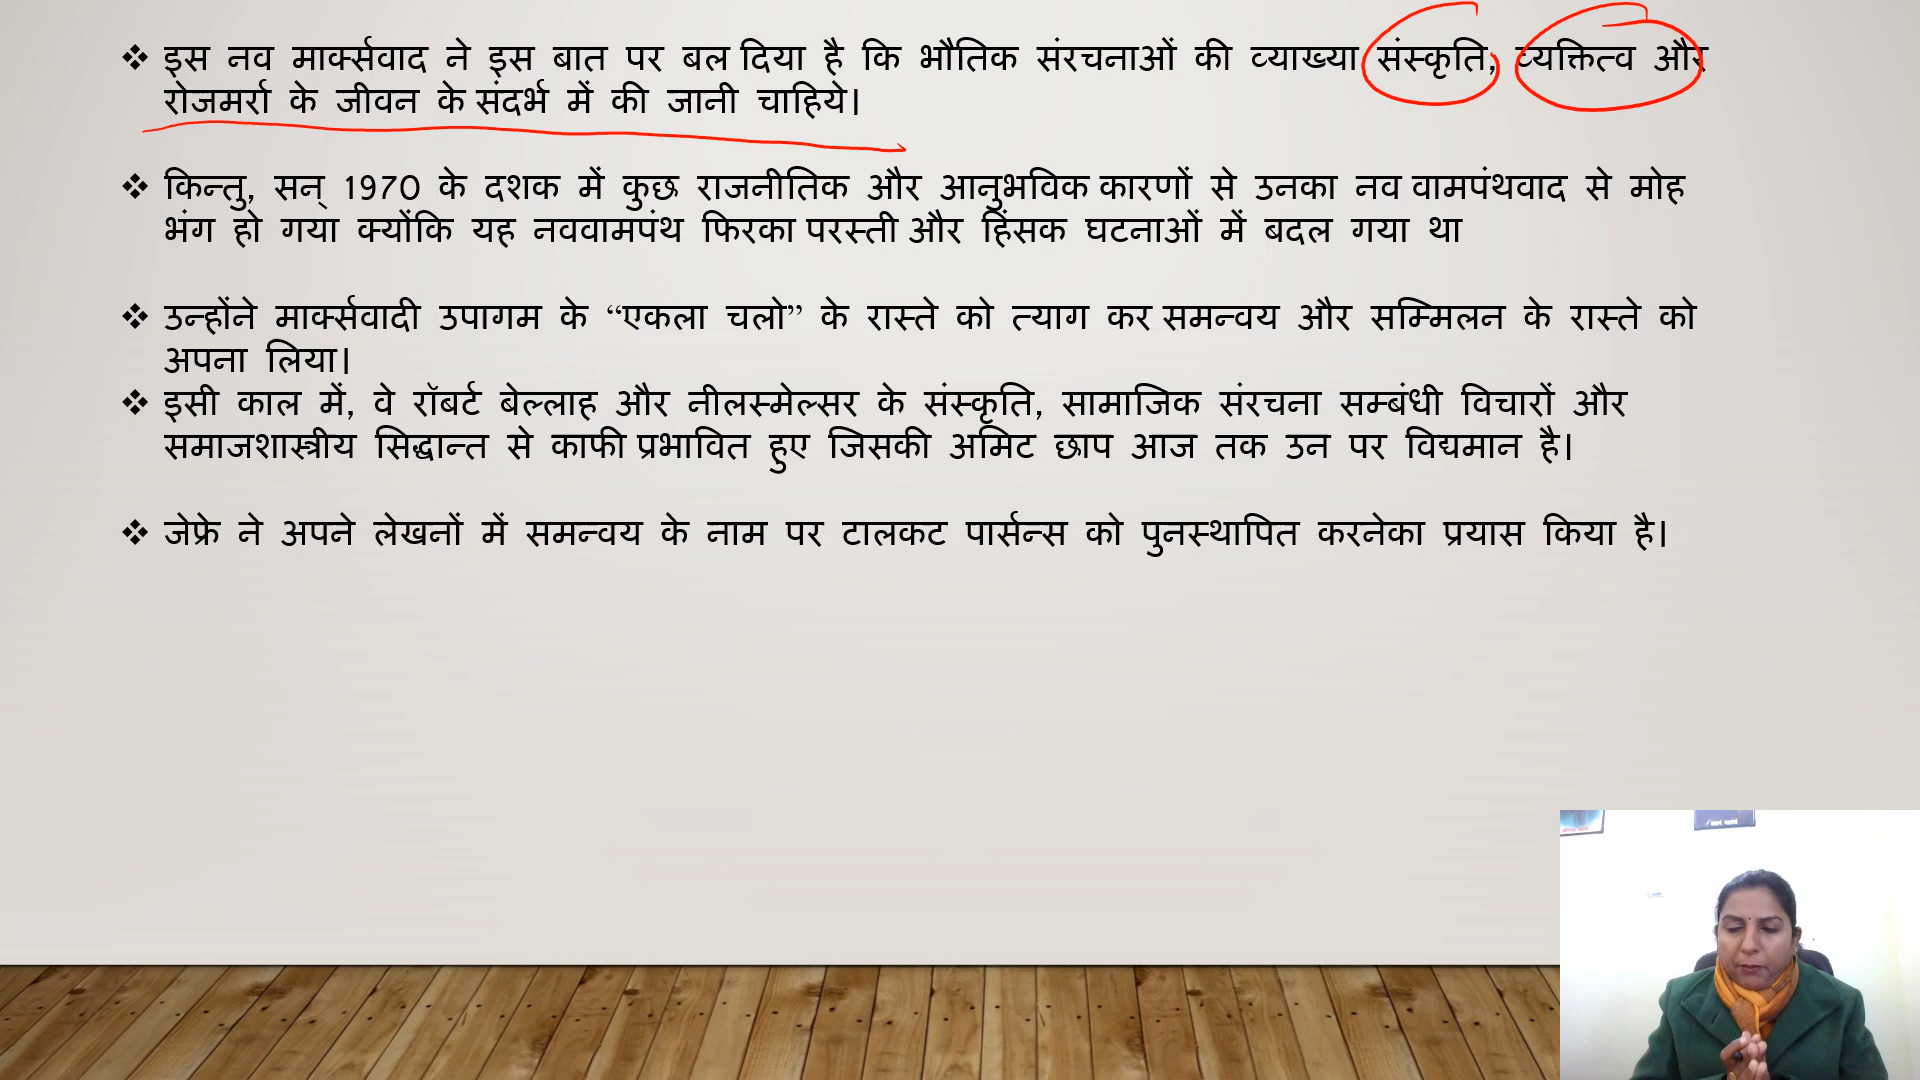 ❖ इस नव मार्क्सवाद ने इस बात पर बल दिया है कि भौतिक संरचनाओं की व्याख्या संस्कृति, व्यक्तित्व और
रोजमर्रा के जीवन के संदर्भ में की जानी चाहिये।
❖ किन्तु, सन् 1970 के दशक में कुछ राजनीतिक और आनुभविक कारणों से उनका नव वामपंथवाद से मोह
भंग हो गया क्योंकि यह नववामपंथ फिरका परस्ती और हिंसक घटनाओं में बदल गया था
❖ उन्होंने मार्क्सवादी उपागम के “एकला चलो” के रास्ते को त्याग कर समन्वय और सम्मिलन के रास्ते को
अपना लिया।
❖ इसी काल में, वे रॉबर्ट बेल्लाह और नीलस्मेल्सर के संस्कृति, सामाजिक संरचना सम्बंधी विचारों और
समाजशास्त्रीय सिद्धान्त से काफी प्रभावित हुए जिसकी अमिट छाप आज तक उन पर विद्यमान है।
❖ जेफ्रे ने अपने लेखनों में समन्वय के नाम पर टालकट पार्सन्स को पुनस्थापित करनेका प्रयास किया है।